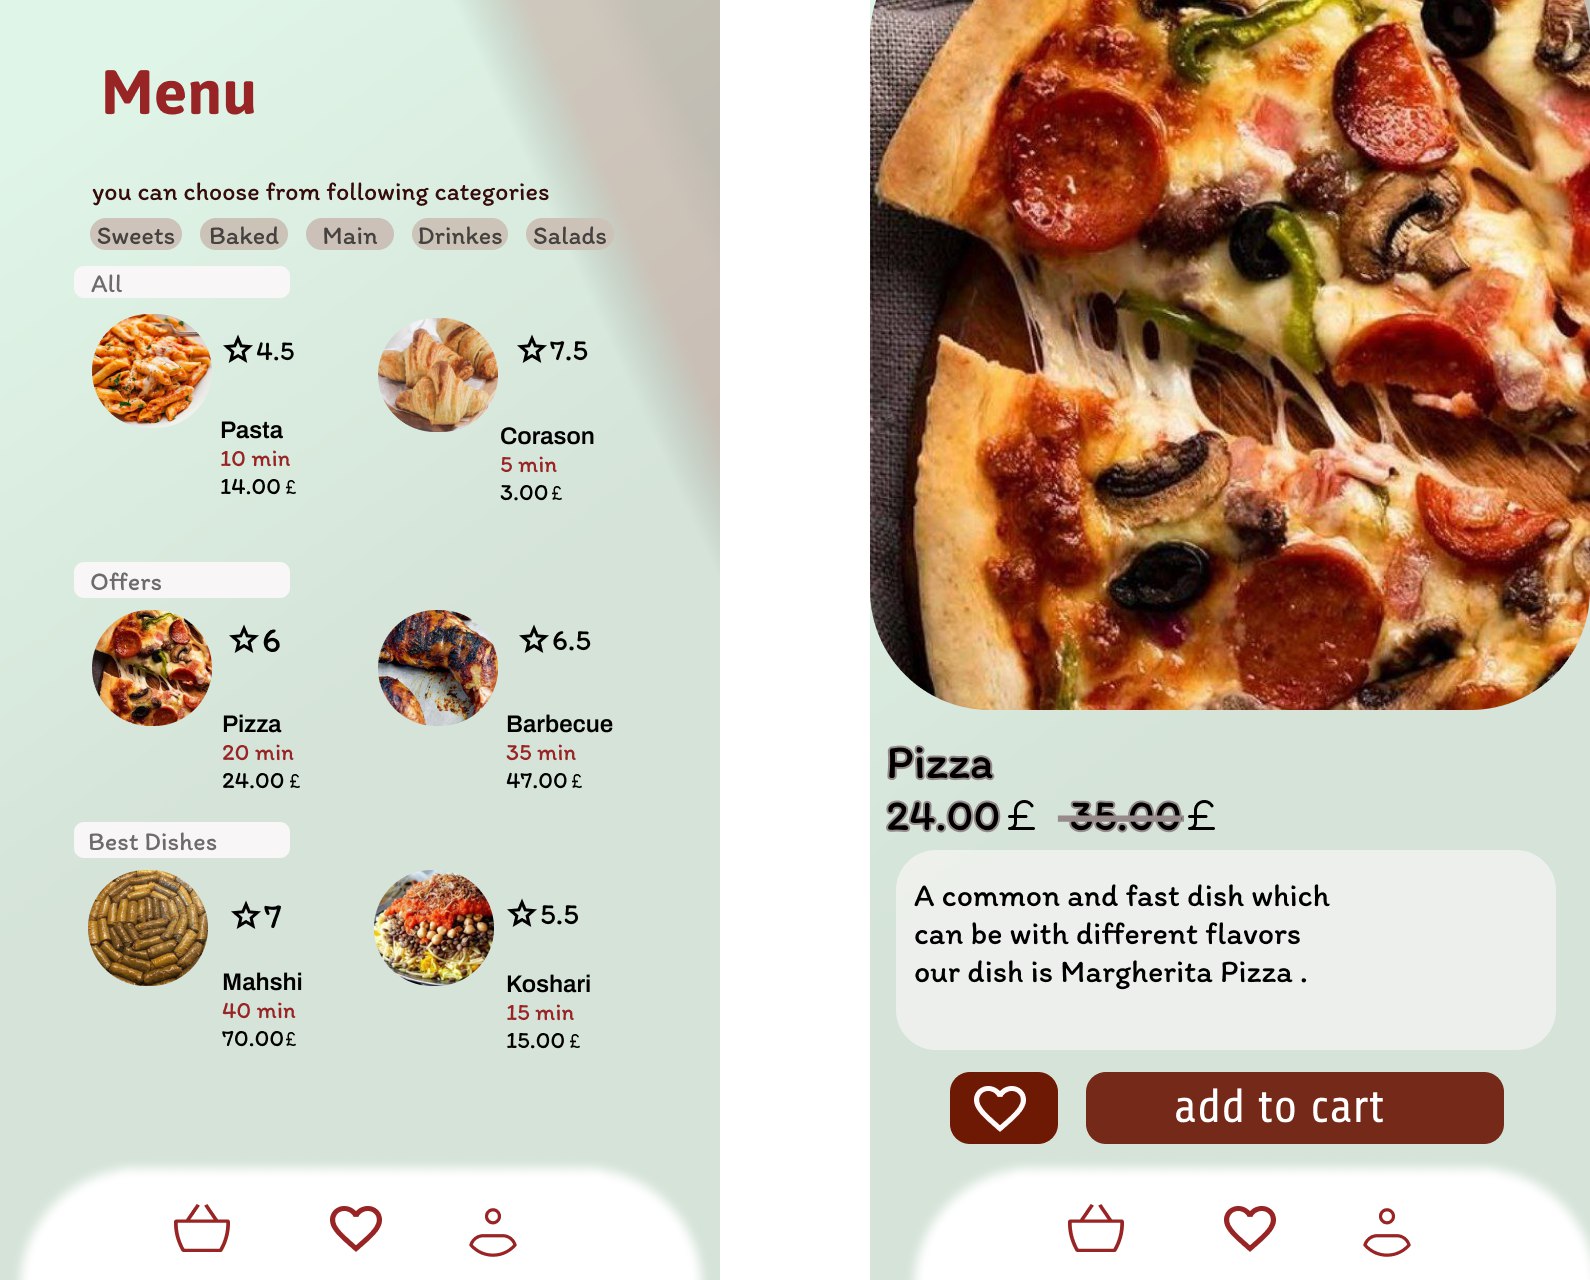 Menu
you can choose from following categories
Sweets Baked Main Drinkes Salads
All
4.5 7.5
Pasta
10 min
14.00 £
Corason
5 min
3.00 £
Offers
6 6.5
Pizza
20 min
24.00 £
Barbecue
35 min
47.00 £
Best Dishes
7 5.5
Mahshi
40 min
70.00£
Koshari
15 min
15.00 £
Pizza
24.00 £ 35.00 £
A common and fast dish which
can be with different flavors
our dish is Margherita Pizza .
add to cart